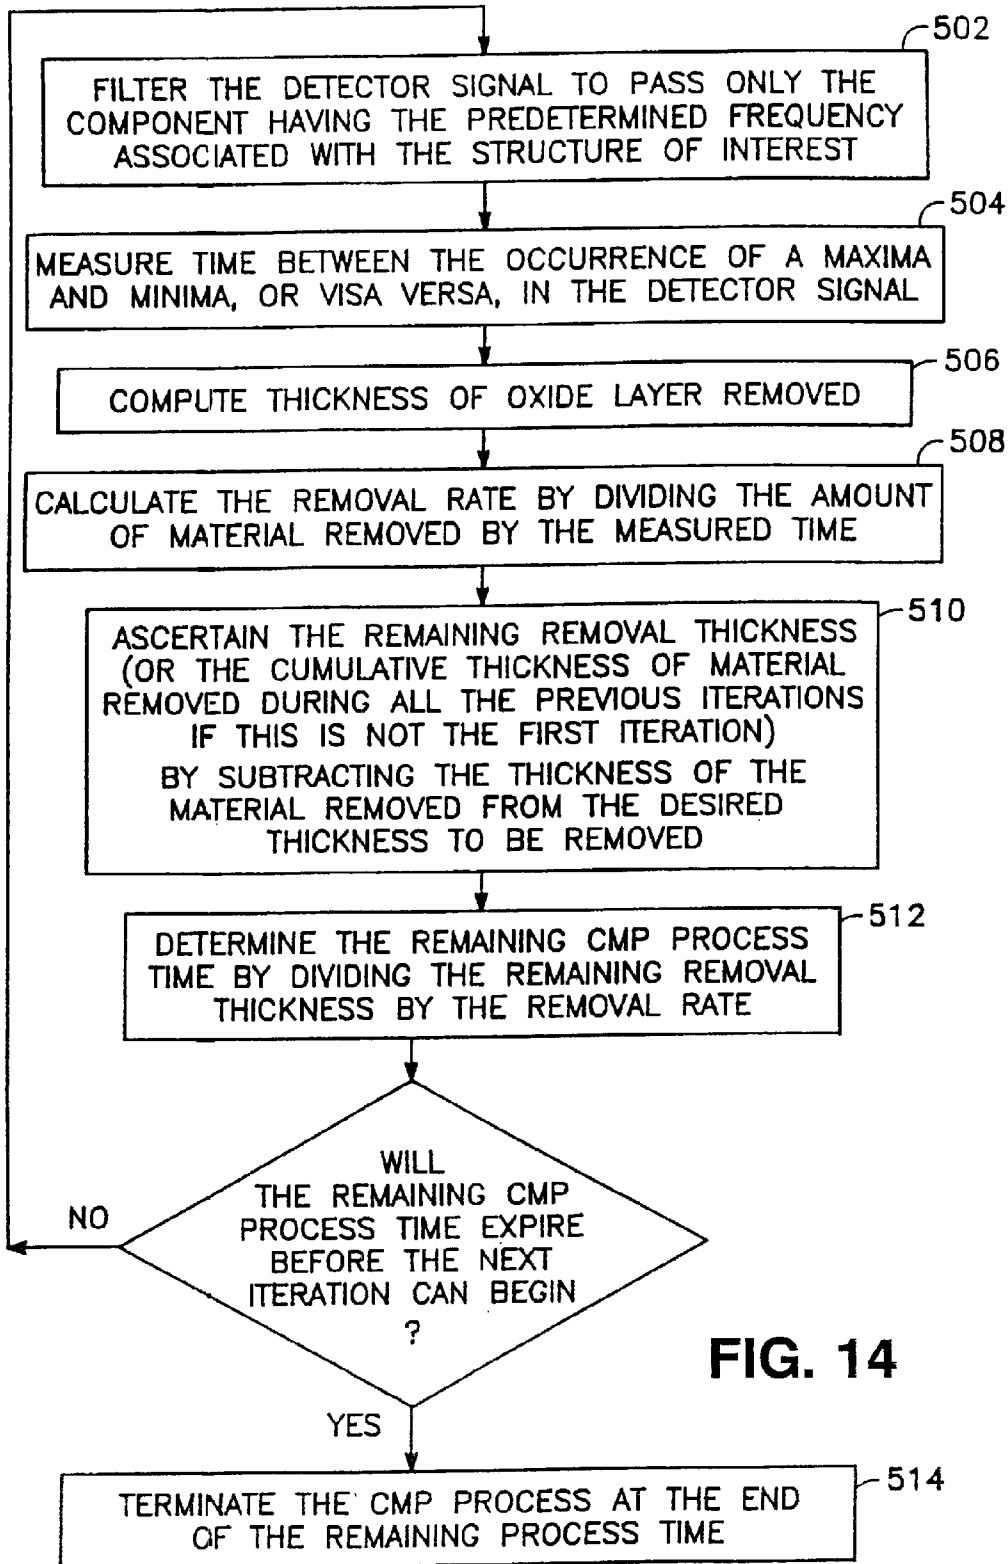 502
FILTER THE DETECTOR SIGNAL TO PASS ONLY THE
COMPONENT HAVING THE PREDETERMINED FREQUENCY
ASSOCIATED WITH THE STRUCTURE OF INTEREST
504
MEASURE TIME BETWEEN THE OCCURRENCE OF A MAXIMA
AND MINIMA, OR VISA VERSA, IN THE DETECTOR SIGNAL
506
COMPUTE THICKNESS OF OXIDE LAYER REMOVED
508
CALCULATE THE REMOVAL RATE BY DIVIDING THE AMOUNT
OF MATERIAL REMOVED BY THE MEASURED TIME
510
ASCERTAIN THE REMAINING REMOVAL THICKNESS
(OR THE CUMULATIVE THICKNESS OF MATERIAL
REMOVED DURING ALL THE PREVIOUS ITERATIONS
IF THIS IS NOT THE FIRST ITERATION)
BY SUBTRACTING THE THICKNESS OF THE
MATERIAL REMOVED FROM THE DESIRED
THICKNESS TO BE REMOVED
512
DETERMINE THE REMAINING CMP PROCESS
TIME BY DIVIDING THE REMAINING REMOVAL
THICKNESS BY THE REMOVAL RATE
WILL
THE REMAINING CMP
PROCESS TIME EXPIRE
BEFORE THE NEXT
ITERATION CAN BEGIN
?
NO
FIG. 14
YES
514
TERMINATE THE CMP PROCESS AT THE END
OF THE REMAINING PROCESS TIME